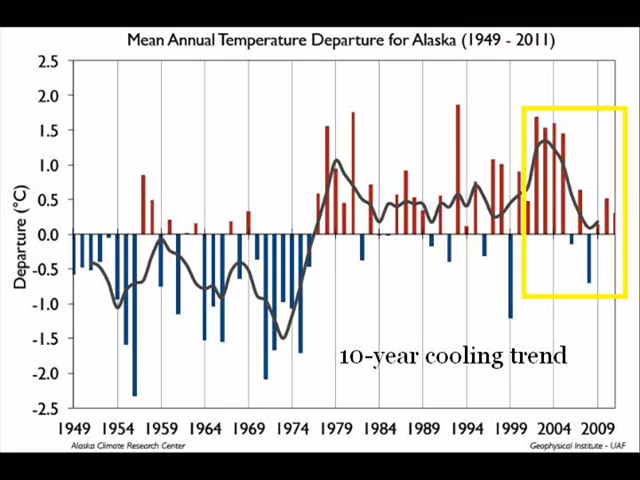 Mean Annual Temperature Departure for Alaska (1949 - 2011)
2.5
2.0
1.5
1.0
0.5
0.0
-0.5
-1.0
-1.5
-2.0
-2.5
Departure (°C)
10-year cooling trend
1949 1954 1959 1964 1969 1974 1979 1984 1989 1994 1999 2004 2009
Alaska Climate Research Center
Geophysical Institute - UAF